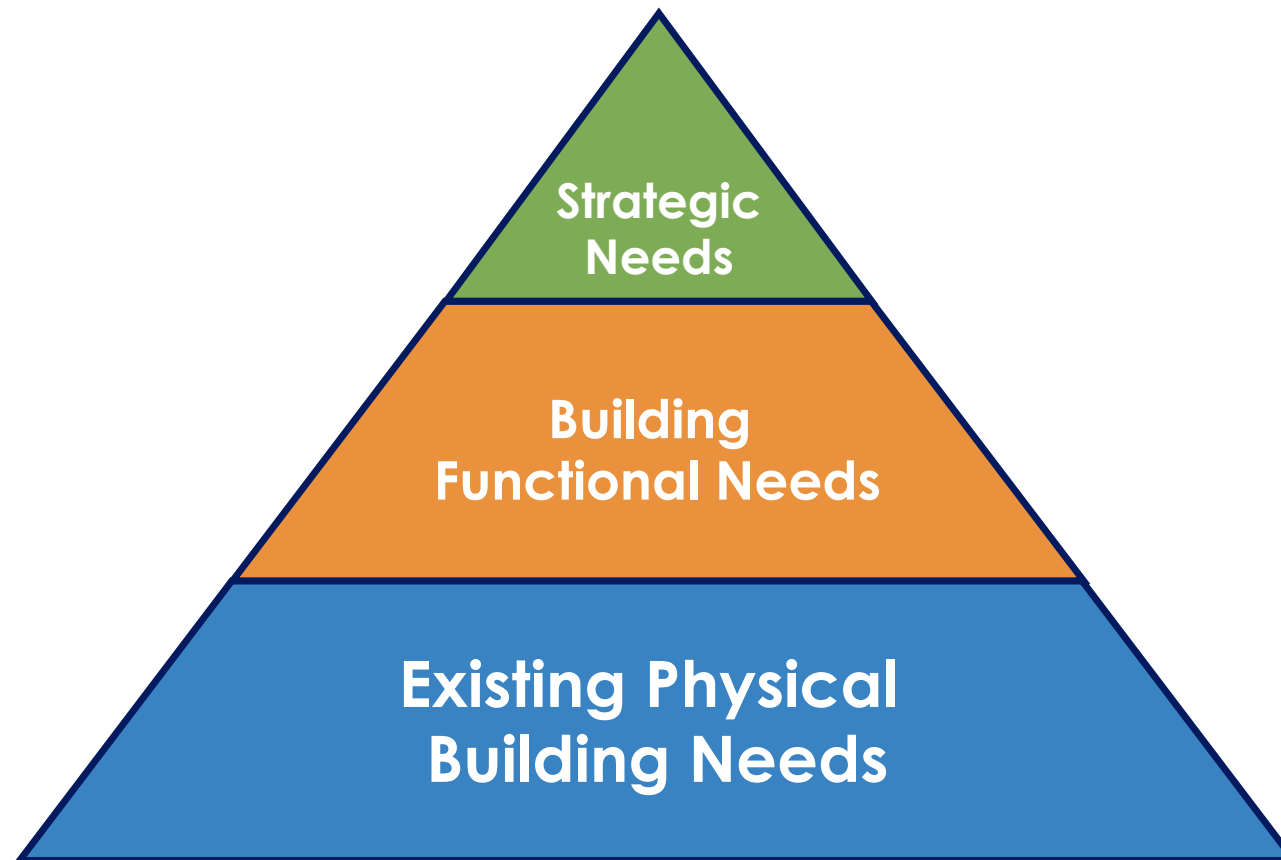 Strategic
Needs
Building
Functional Needs
Existing Physical
Building Needs